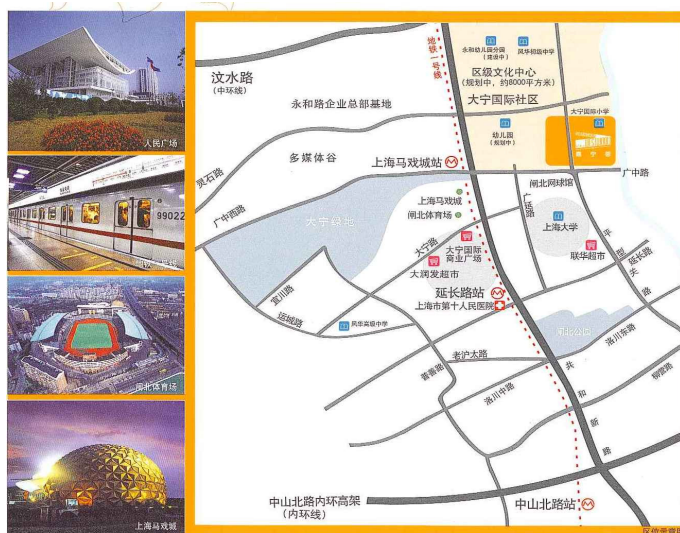 人民广场
99022
闸北体育场
上海马戏城
地铁一号线
永和幼儿园分园
(建设中)
风华初级中学
汶水路
(中环线)
区级文化中心
(规划中，约8000平方米)
大宁国际社区
永和路企业总部基地
大宁国际小学
幼儿园
(规划中)
多媒体谷
上海马戏城站
灵石路
广中路
闸北网球馆
广中西路
上海马戏城
闸北体育场
广延路
大宁绿地
上海大学
大宁路
大宁国际
商业广场
大润发超市
联华超市
平型关路
延长路
宜川路
延长路站
上海市第十人民医院
运城路
风华高级中学
闸北公园
洛川东路
老沪太路
普善路
共和新路
柳营路
洛川中路
中山北路内环高架
(内环线)
中山北路站